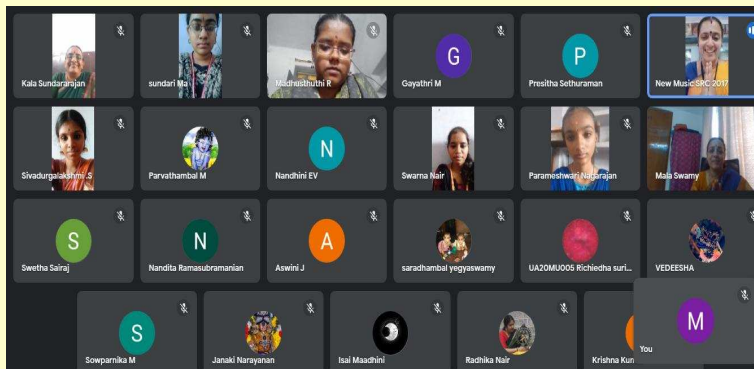 Kala Sundararajan
sundari Ma
Madhusthuthi R
G
Gayathri M
P
Presitha Sethuraman
New Music SRC 2017
Sivadurgalakshmi .S
Parvathambal M
N
Nandhini EV
Swarna Nair
Parameshwari Nagarajan
Mala Swamy
S
Swetha Sairaj
N
Nandita Ramasubramanian
A
Aswini J
saradhambal yegyaswamy
UA20MU005 Richiedha suri...
VEDEESHA
S
Sowparnika M
Janaki Narayanan
Isai Maadhini
Radhika Nair
Krishna Kun
M
You